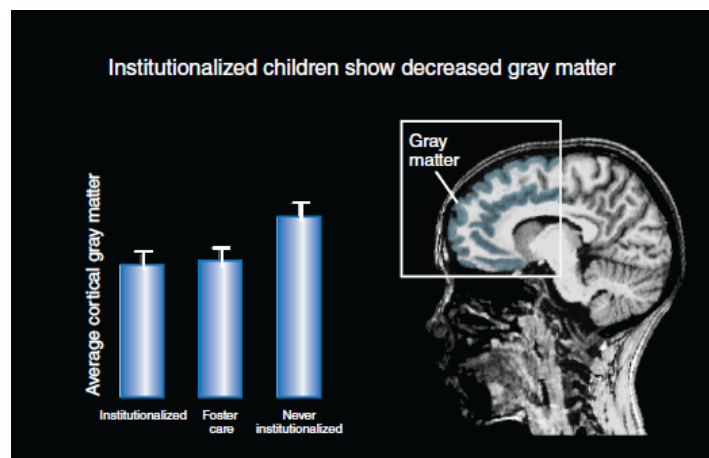 Institutionalized children show decreased gray matter
Average cortical gray matter
Institutionalized
Foster
care
Never
institutionalized
Gray
matter